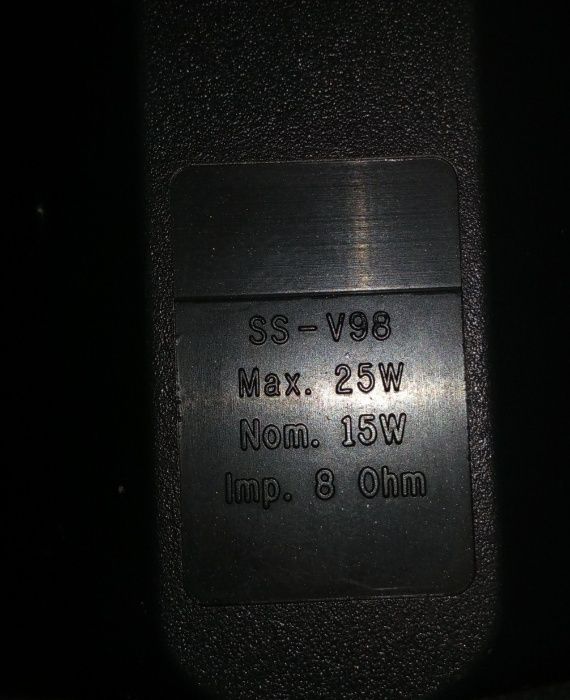 SS-V98
Max. 25W
Nom. 15W
Imp. 8 Ohm